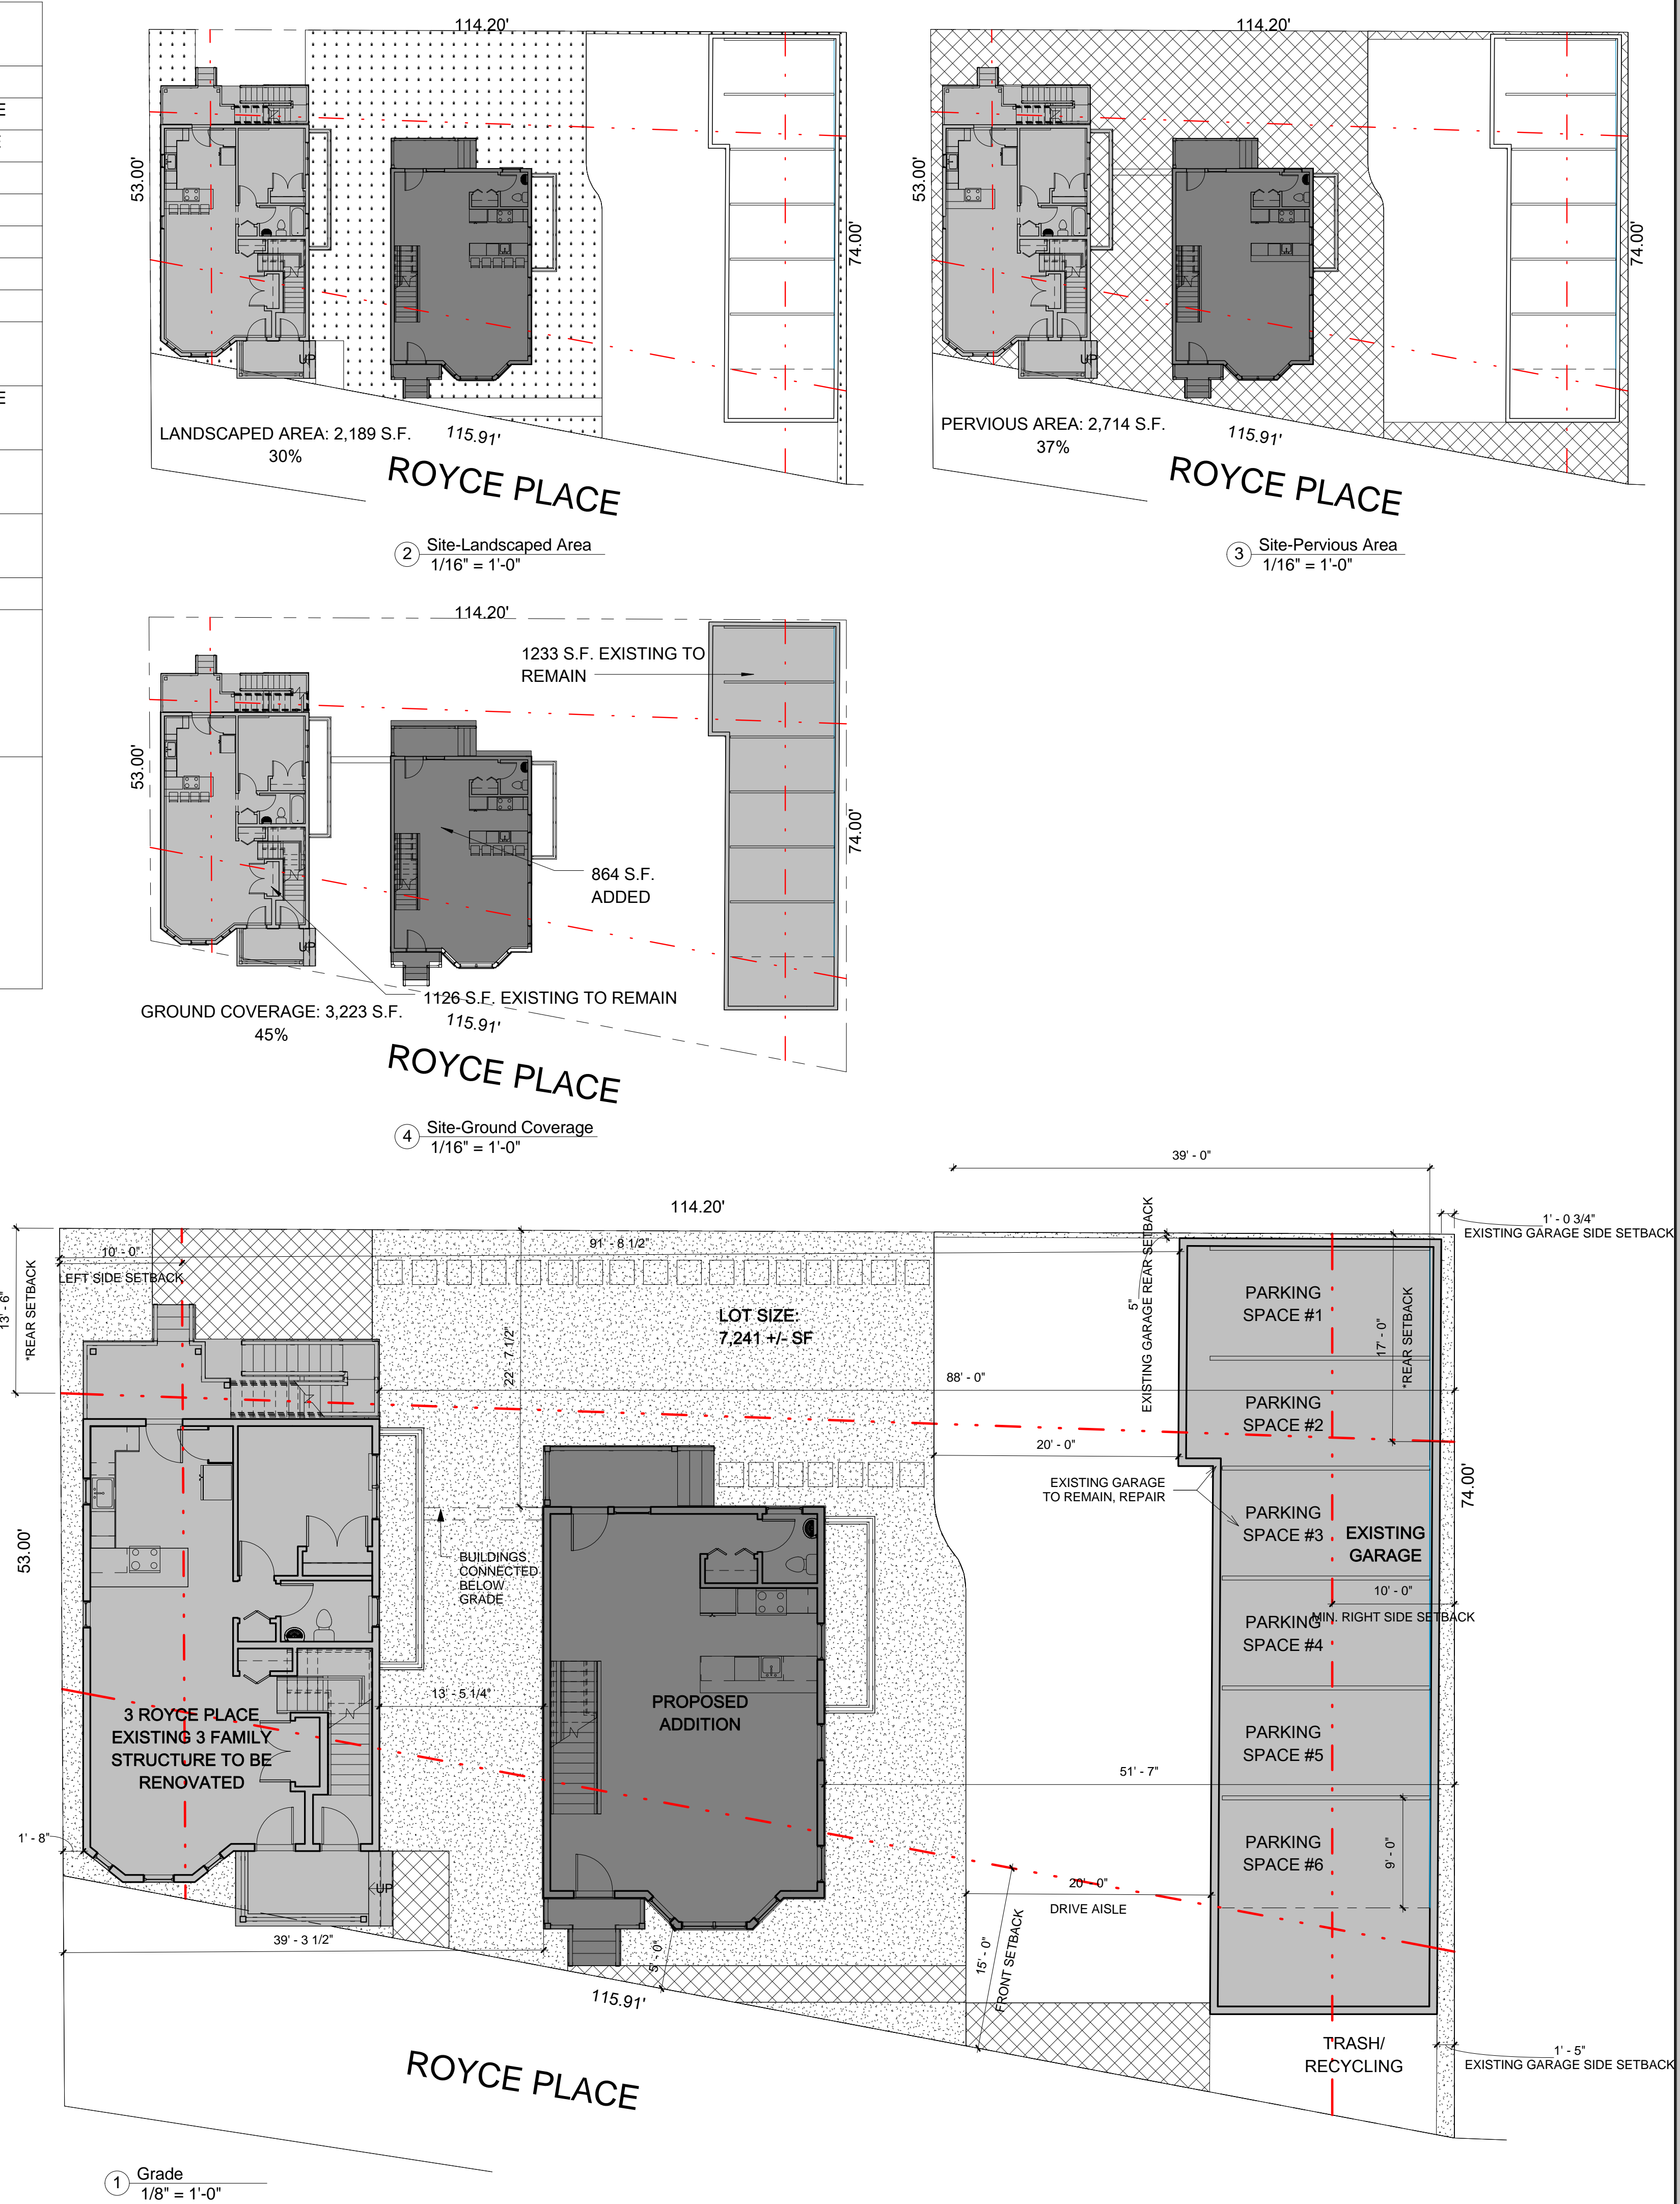 114.20'
53.00'
74.00'
LANDSCAPED AREA: 2,189 S.F.
30%
115.91'
UP
ROYCE PLACE
2 Site-Landscaped Area
1/16" = 1'-0"
114.20'
53.00'
74.00'
PERVIOUS AREA: 2,714 S.F.
37%
115.91'
UP
ROYCE PLACE
3 Site-Pervious Area
1/16" = 1'-0"
114.20'
1233 S.F. EXISTING TO
REMAIN
53.00'
74.00'
864 S.F.
ADDED
UP
1126 S.F. EXISTING TO REMAIN
GROUND COVERAGE: 3,223 S.F.
45%
115.91'
ROYCE PLACE
4 Site-Ground Coverage
1/16" = 1'-0"
39' - 0"
114.20'
1' - 0 3/4"
EXISTING GARAGE SIDE SETBACK
10' - 0"
LEFT SIDE SETBACK
91' - 8 1/2"
13' - 6"
*REAR SETBACK
5"
EXISTING GARAGE REAR SETBACK
LOT SIZE:
7,241 +/- SF
PARKING
SPACE #1
17' - 0"
*REAR SETBACK
22' - 7 1/2"
88' - 0"
PARKING
SPACE #2
20' - 0"
EXISTING GARAGE
TO REMAIN, REPAIR
74.00'
53.00'
PARKING
SPACE #3
EXISTING
GARAGE
BUILDINGS
CONNECTED
BELOW
GRADE
10' - 0"
MIN. RIGHT SIDE SETBACK
PARKING
SPACE #4
13' - 5 1/4"
3 ROYCE PLACE
EXISTING 3 FAMILY
STRUCTURE TO BE
RENOVATED
PROPOSED
ADDITION
PARKING
SPACE #5
51' - 7"
1' - 8"
PARKING
SPACE #6
9' - 0"
UP
20' - 0"
DRIVE AISLE
39' - 3 1/2"
5' - 0"
15' - 0"
FRONT SETBACK
115.91'
TRASH/
RECYCLING
1' - 5"
EXISTING GARAGE SIDE SETBACK
ROYCE PLACE
1 Grade
1/8" = 1'-0"